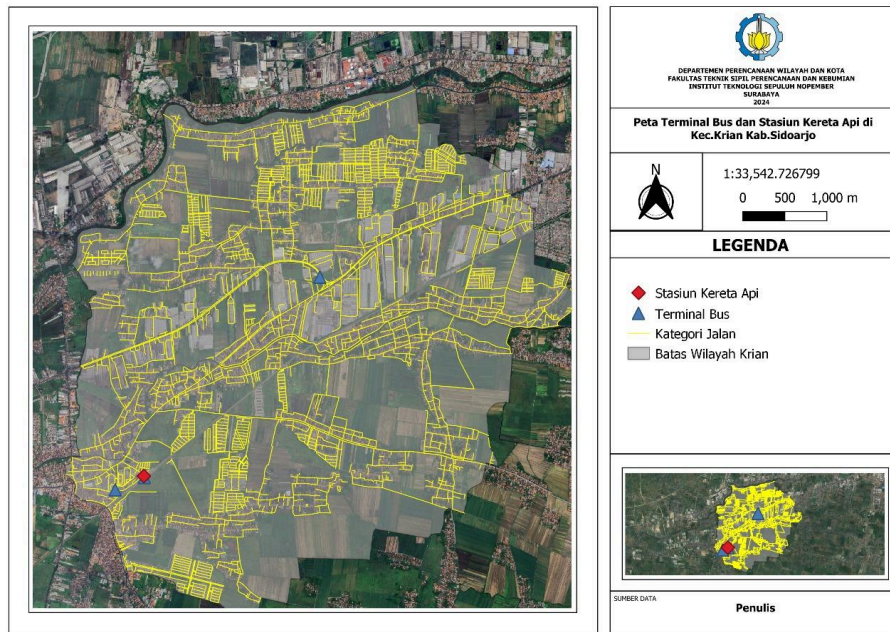 DEPARTEMEN PERENCANAAN WILAYAH DAN KOTA
FAKULTAS TEKNIK SIPIL PERENCANAAN DAN KEBUMIAN
INSTITUT TEKNOLOGI SEPULUH NOPEMBER
SURABAYA
2024
Peta Terminal Bus dan Stasiun Kereta Api di
Kec.Krian Kab.Sidoarjo
N
1:33,542.726799
0 500 1,000 m
LEGENDA
Stasiun Kereta Api
Terminal Bus
Kategori Jalan
Batas Wilayah Krian
SUMBER DATA
Penulis